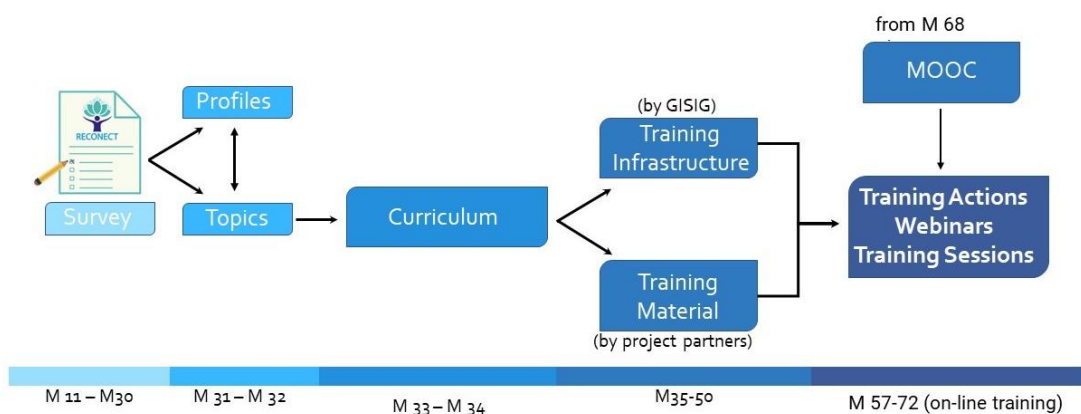 from M 68
MOOC
RECONECT
Survey
Profiles
Topics
Curriculum
(by GISIG)
Training
Infrastructure
Training
Material
(by project partners)
Training Actions
Webinars
Training Sessions
M 11 – M30
M 31 – M 32
M 33 – M 34
M35-50
M 57-72 (on-line training)